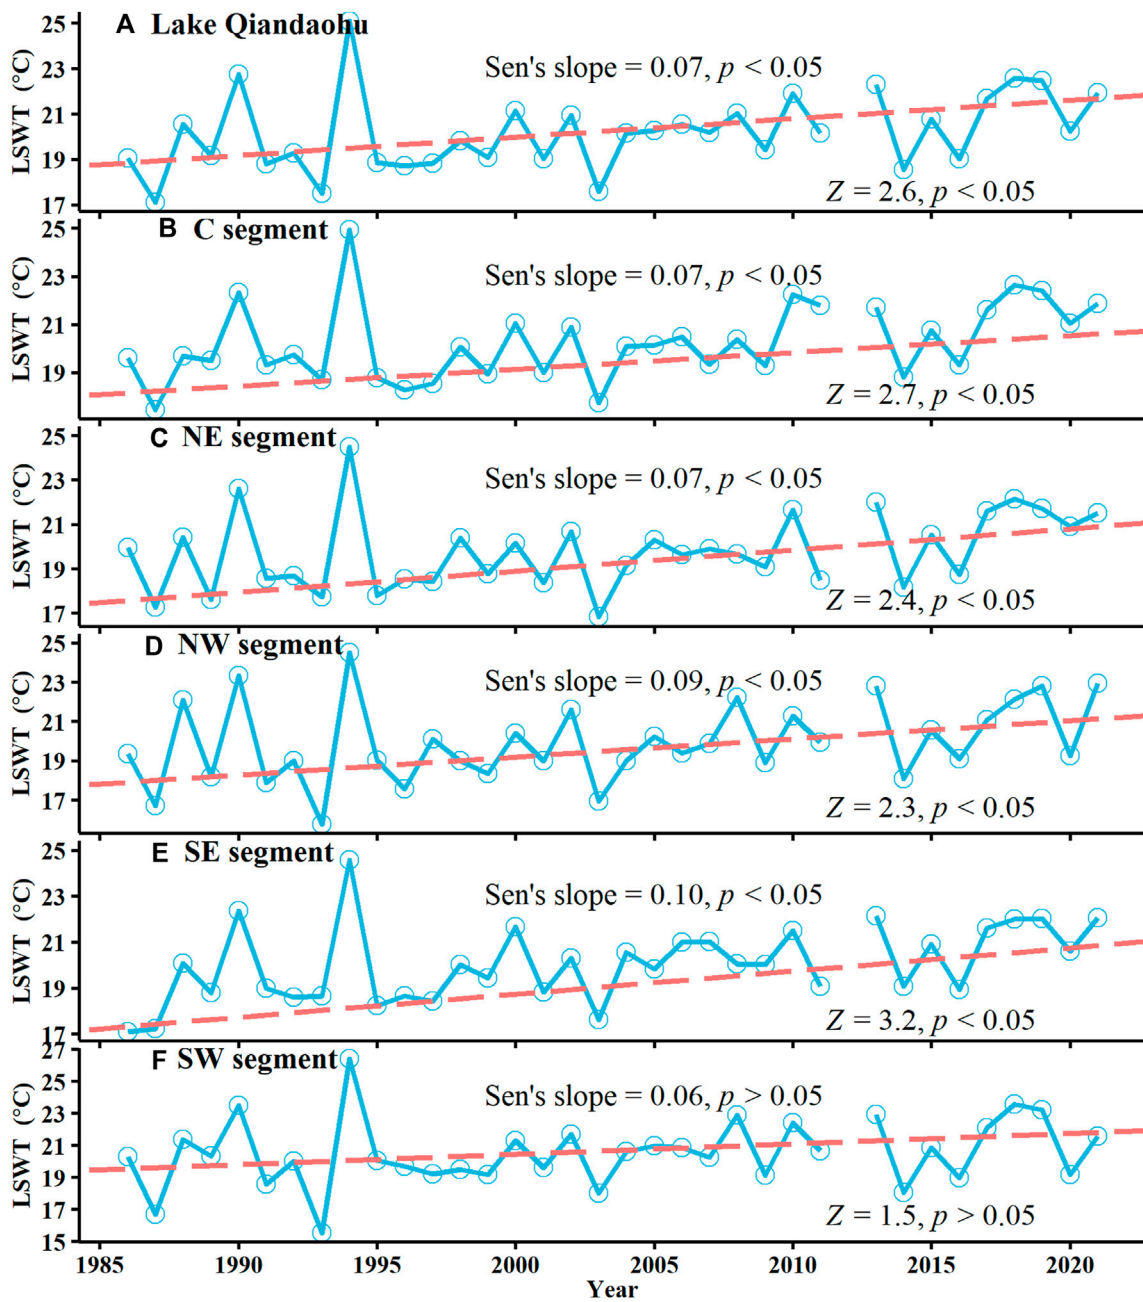 A Lake Qiandaohu
LSWT (°C)
25
23
21
19
17
Sen's slope = 0.07, p < 0.05
Z = 2.6, p < 0.05
B C segment
LSWT (°C)
25
23
21
19
Sen's slope = 0.07, p < 0.05
Z = 2.7, p < 0.05
C NE segment
LSWT (°C)
25
23
21
19
17
Sen's slope = 0.07, p < 0.05
Z = 2.4, p < 0.05
D NW segment
LSWT (°C)
25
23
21
19
17
Sen's slope = 0.09, p < 0.05
Z = 2.3, p < 0.05
E SE segment
LSWT (°C)
25
23
21
19
17
Sen's slope = 0.10, p < 0.05
Z = 3.2, p < 0.05
F SW segment
LSWT (°C)
27
25
23
21
19
17
15
Sen's slope = 0.06, p > 0.05
Z = 1.5, p > 0.05
1985 1990 1995 2000 2005 2010 2015 2020
Year